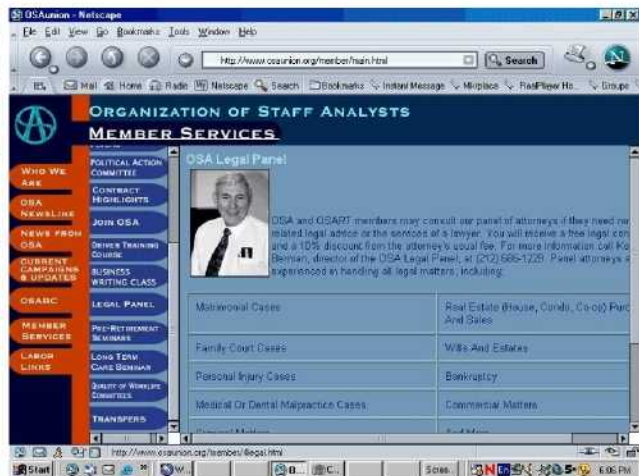 OSAunion - Netscape
File Edit View Go Bookmarks Tools Window Help
http://www.osaunion.org/member/main.html
Search
Mail Home Radio Netscape Search Bookmarks Instant Message
ORGANIZATION OF STAFF ANALYSTS
MEMBER SERVICES
WHO WE ARE
OSA NEWSLINE
NEWS FROM OSA
CURRENT CAMPAIGNS & UPDATES
OSABC
MEMBER SERVICES
LABOR LINKS
POLITICAL ACTION COMMITTEE
CONTRACT HIGHLIGHTS
JOIN OSA
DRIVER TRAINING COURSE
BUSINESS WRITING CLASS
LEGAL PANEL
PRE-RETIREMENT SEMINARS
LONG TERM CARE SEMINAR
QUALITY OF WORKLIFE COMMITTEES
TRANSFERS
OSA Legal Panel
OSA and OSART members may consult our panel of attorneys if they need
related legal advice or the services of a lawyer. You will receive a free legal
and a 10% discount from the attorney's usual fee. For more information call
Berman, director of the OSA Legal Panel, at (212) 686-1229. Panel attorneys
experienced in handling all legal matters, including:
Matrimonial Cases
Real Estate (House, Condo, Co-op)
And Sales
Family Court Cases
Wills And Estates
Personal Injury Cases
Bankruptcy
Medical Or Dental Malpractice Cases
Commercial Matters
http://www.osaunion.org/member/4legal.html
Start
6:06 PM